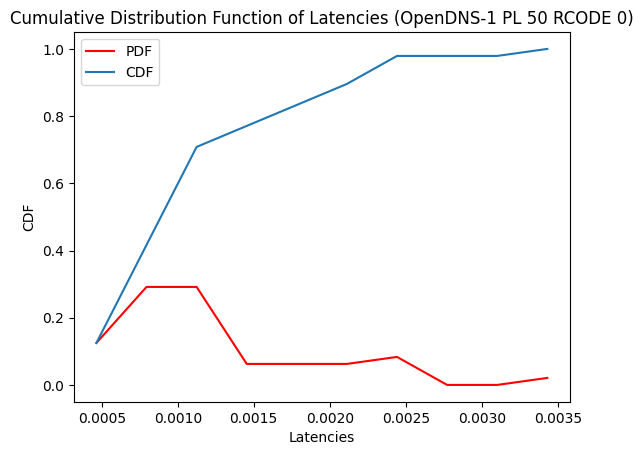 Cumulative Distribution Function of Latencies (OpenDNS-1 PL 50 RCODE 0)
PDF
CDF
1.0
0.8
0.6
0.4
0.2
0.0
CDF
0.0005
0.0010
0.0015
0.0020
0.0025
0.0030
0.0035
Latencies